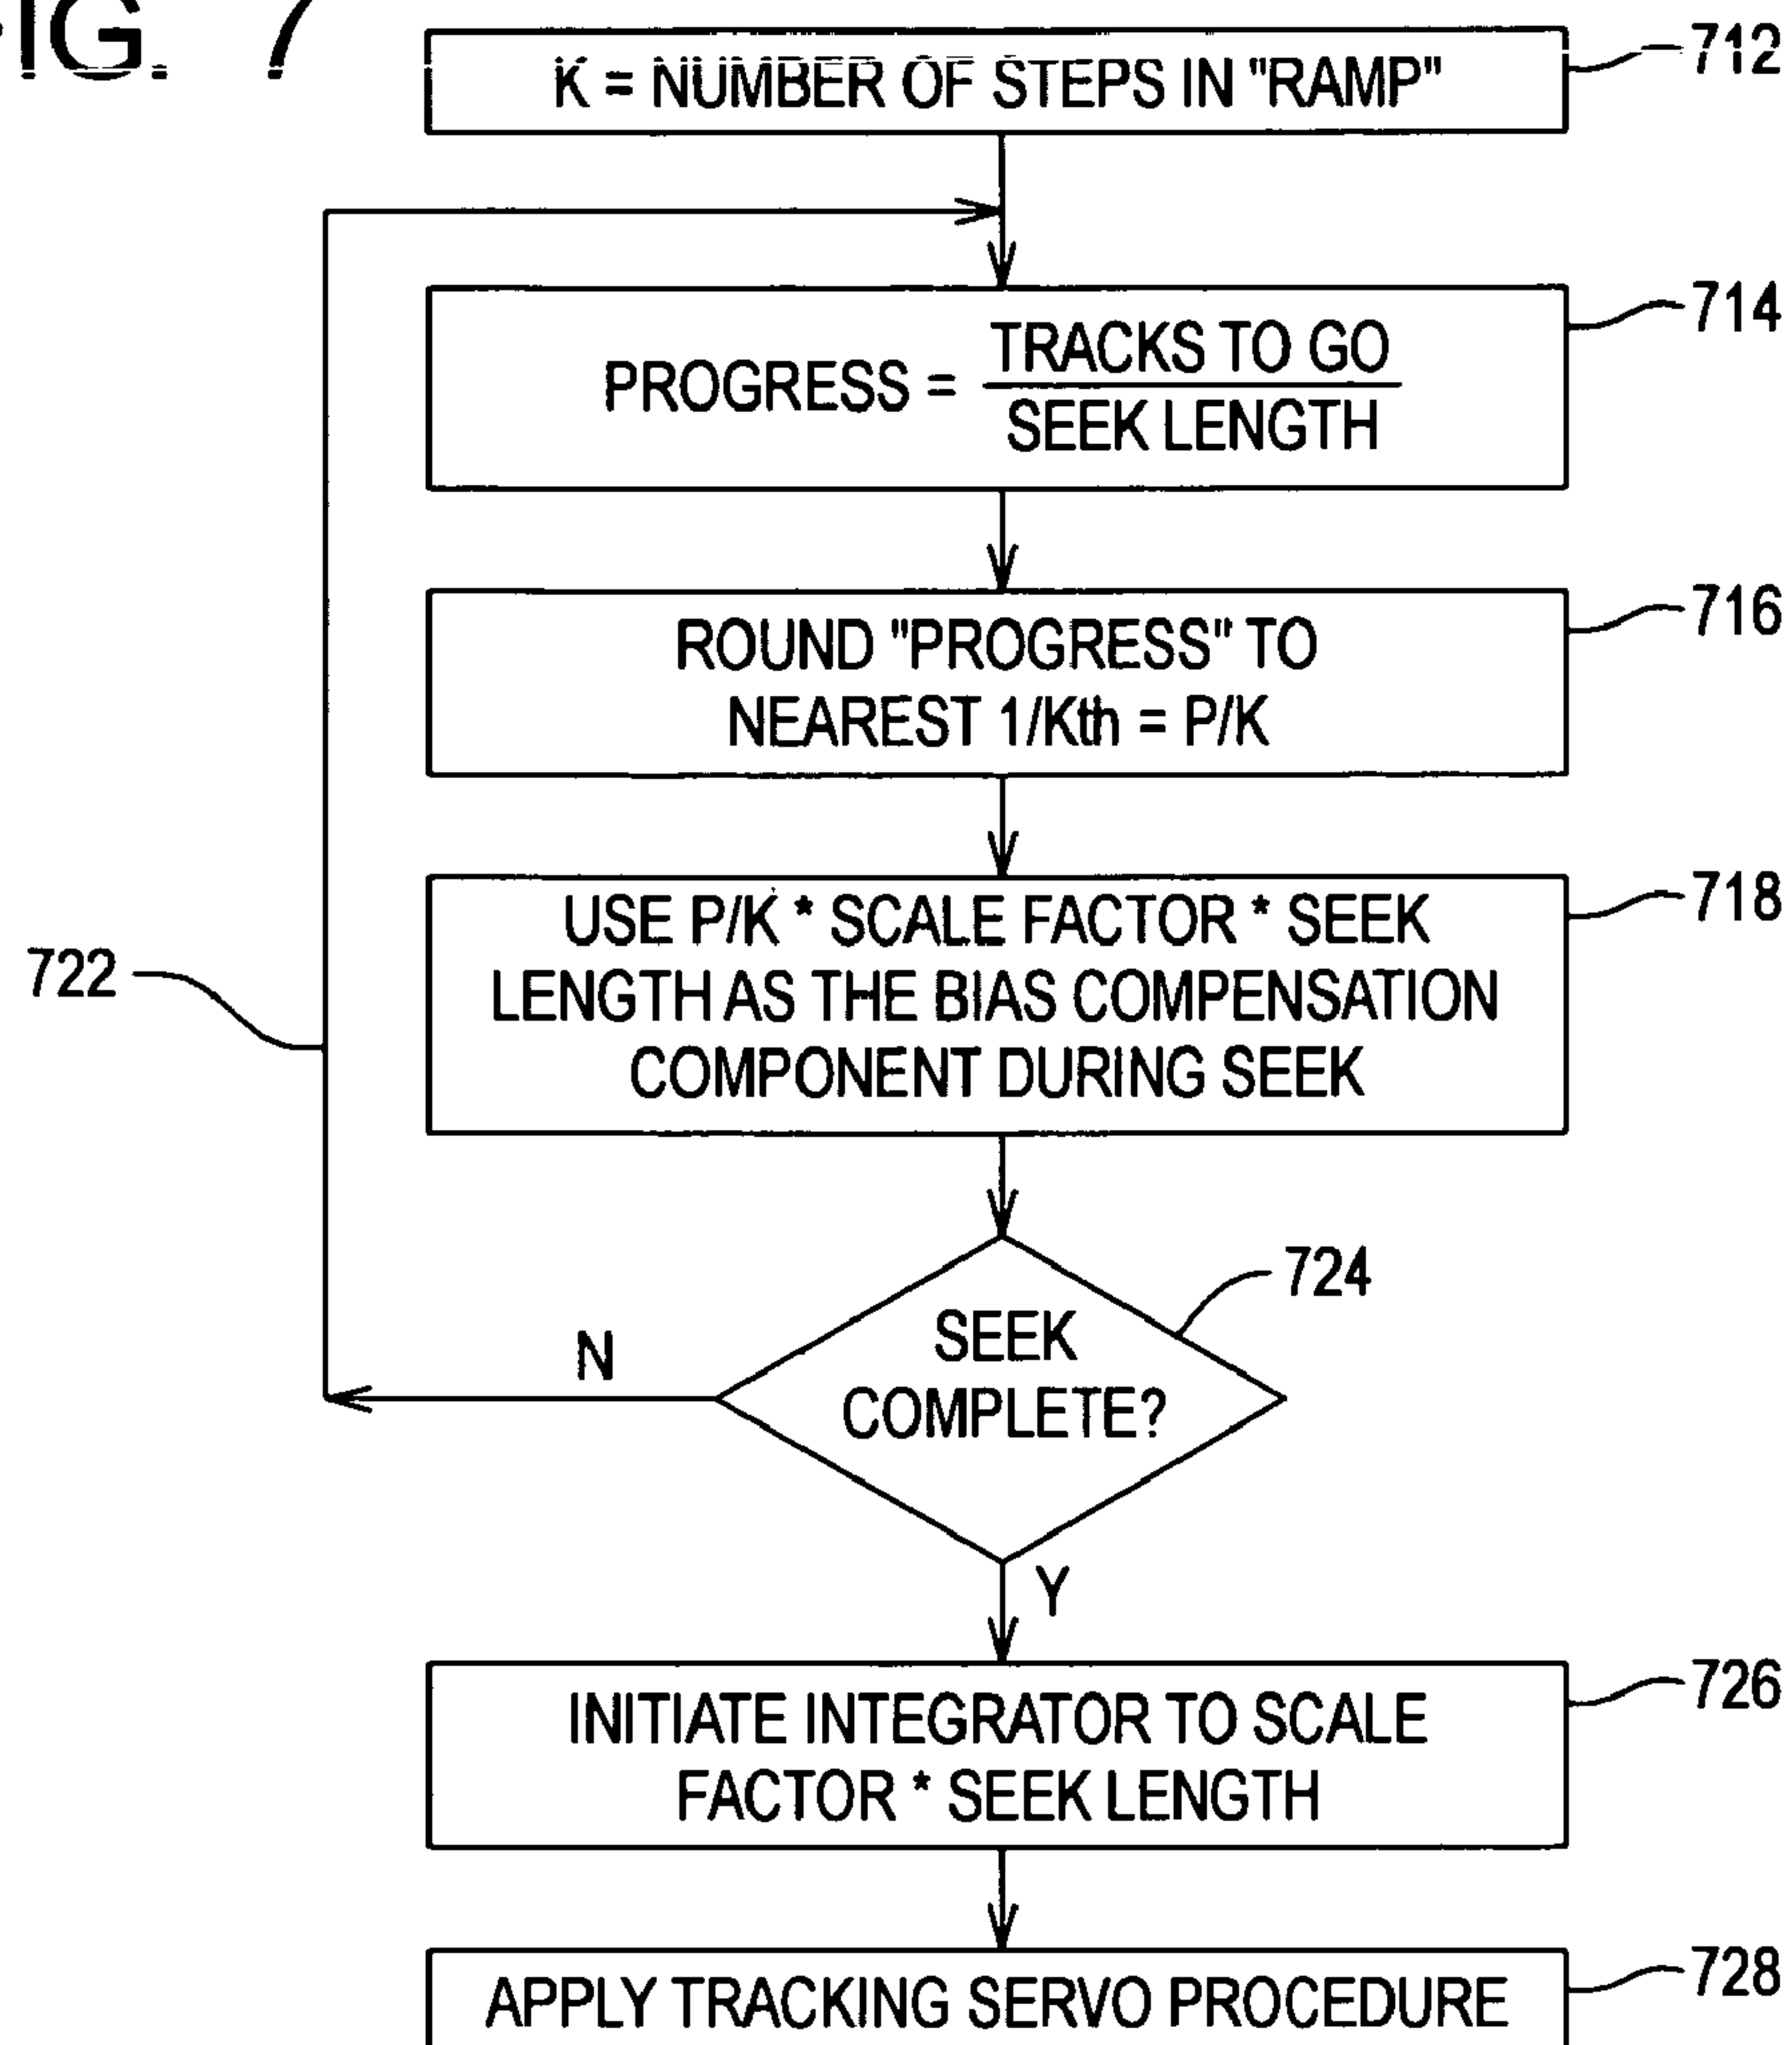 FIG. 7
712
K = NUMBER OF STEPS IN "RAMP"
714
PROGRESS = TRACKS TO GO
SEEK LENGTH
716
ROUND "PROGRESS" TO
NEAREST 1/Kth = P/K
718
USE P/K * SCALE FACTOR * SEEK
LENGTH AS THE BIAS COMPENSATION
COMPONENT DURING SEEK
722
724
SEEK
COMPLETE?
N
Y
726
INITIATE INTEGRATOR TO SCALE
FACTOR * SEEK LENGTH
728
APPLY TRACKING SERVO PROCEDURE